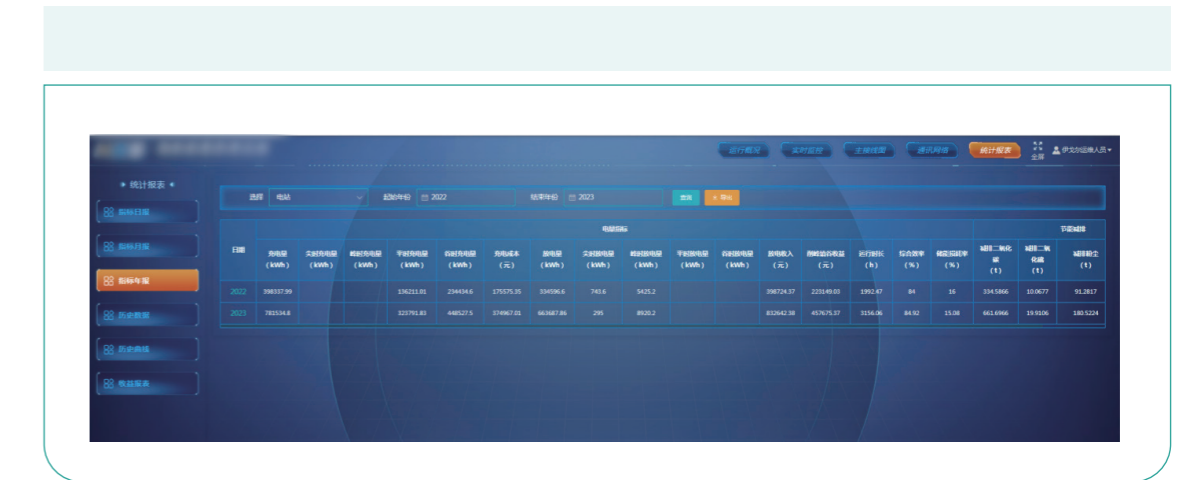 运行概况 实时监控 主接线图 通讯网络 统计报表 全屏 伊戈尔运维人员
统计报表
选择 电站 起始年份 2022 结束年份 2023 查询 导出
指标日报
指标月报
指标年报
历史数据
历史曲线
收益报表
电量指标 节能减排
日期 充电量(kWh) 尖时充电量(kWh) 峰时充电量(kWh) 平时充电量(kWh) 谷时充电量(kWh) 充电成本(元) 放电量(kWh) 尖时放电量(kWh) 峰时放电量(kWh) 平时放电量(kWh) 谷时放电量(kWh) 放电收入(元) 削峰填谷收益(元) 运行时长(h) 综合效率(%) 储能损耗率(%) 减排二氧化碳(t) 减排二氧化硫(t) 减排粉尘(t)
2022 398337.99 136211.01 234434.6 175575.35 334596.6 743.6 5425.2 398724.37 223149.03 1992.47 84 16 334.5866 10.0677 91.2817
2023 781534.8 323791.83 448527.5 374967.01 663687.86 295 8920.2 832642.38 457675.37 3156.06 84.92 15.08 661.6966 19.9106 180.5224